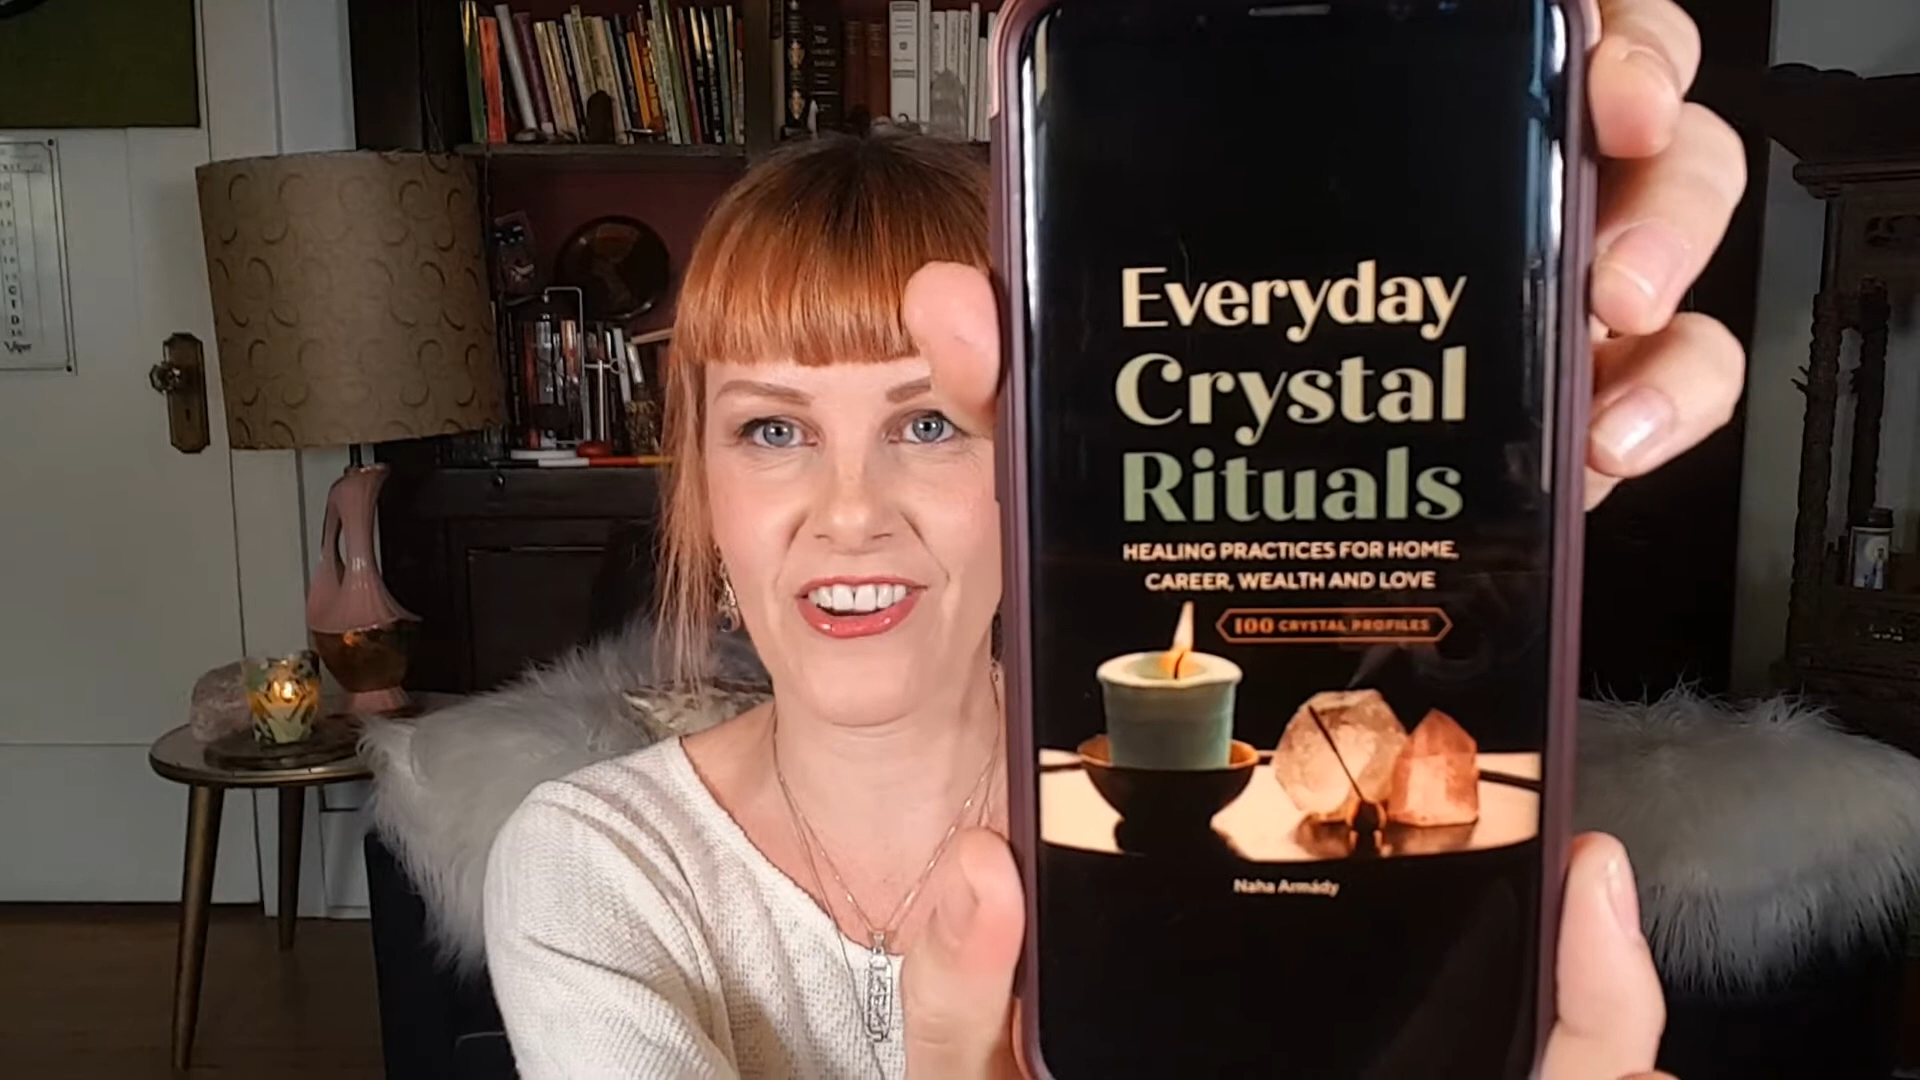 Everyday
Crystal
Rituals
HEALING PRACTICES FOR HOME,
CAREER, WEALTH AND LOVE
100 CRYSTAL PROFILES
Naha Armády